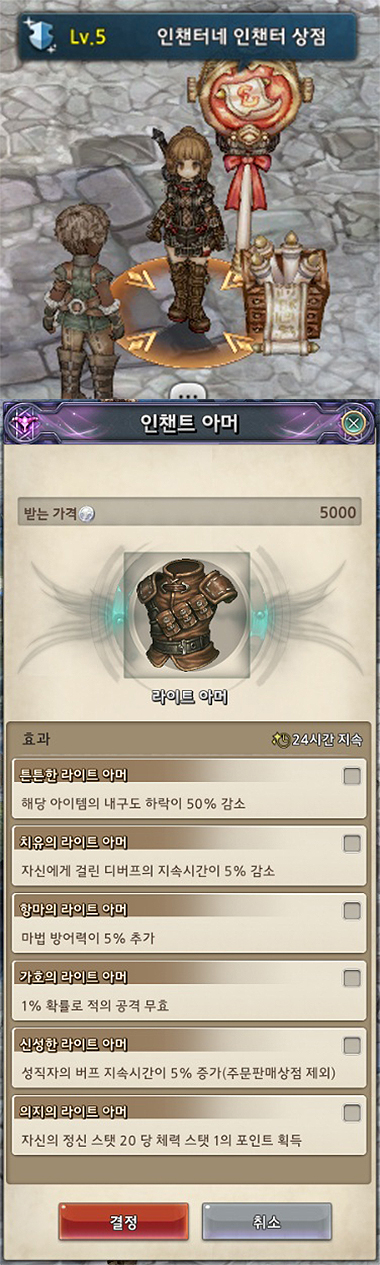 Lv.5 인챈터네 인챈터 상점
인챈트 아머
받는 가격 5000
라이트 아머
효과 24시간 지속
튼튼한 라이트 아머
해당 아이템의 내구도 하락이 50% 감소
치유의 라이트 아머
자신에게 걸린 디버프의 지속시간이 5% 감소
항마의 라이트 아머
마법 방어력이 5% 추가
가호의 라이트 아머
1% 확률로 적의 공격 무효
신성한 라이트 아머
성직자의 버프 지속시간이 5% 증가(주문판매상점 제외)
의지의 라이트 아머
자신의 정신 스탯 20 당 체력 스탯 1의 포인트 획득
결정 취소